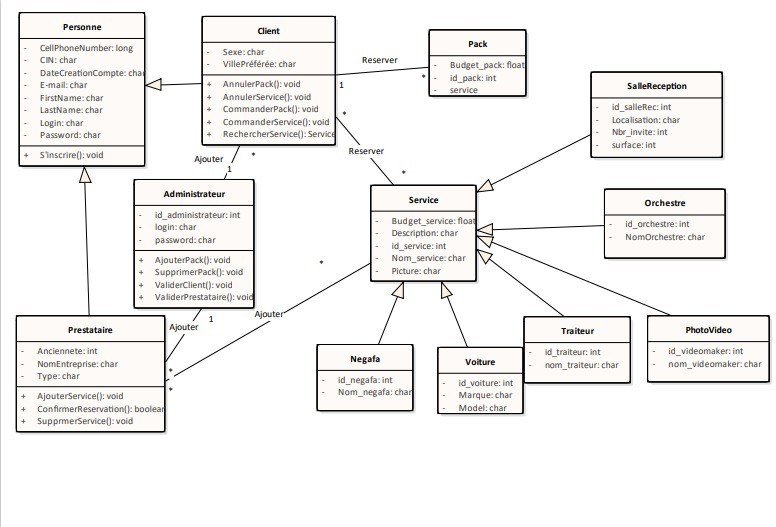 Personne
- CellPhoneNumber: long
- CIN: char
- DateCreationCompte: char
- E-mail: char
- FirstName: char
- LastName: char
- Login: char
- Password: char
+ S'inscrire(): void
Client
- Sexe: char
- VillePréférée: char
+ AnnulerPack(): void
+ AnnulerService(): void
+ CommanderPack(): void
+ CommanderService(): void
+ RechercherService(): Service
Reserver
1
*
Pack
- Budget_pack: float
- id_pack: int
- service
SalleReception
- id_salleRec: int
- Localisation: char
- Nbr_invite: int
- surface: int
*
Reserver
*
Ajouter
*
1
Administrateur
- id_administrateur: int
- login: char
- password: char
+ AjouterPack(): void
+ SupprimerPack(): void
+ ValiderClient(): void
+ ValiderPrestataire(): void
Service
- Budget_service: float
- Description: char
- id_service: int
- Nom_service: char
- Picture: char
Orchestre
- id_orchestre: int
- NomOrchestre: char
*
Ajouter
1
Ajouter
*
*
Prestataire
- Anciennete: int
- NomEntreprise: char
- Type: char
+ AjouterService(): void
+ ConfirmerReservation(): boolean
+ SupprmerService(): void
Negafa
- id_negafa: int
- Nom_negafa: char
Voiture
- id_voiture: int
- Marque: char
- Model: char
Traiteur
- id_traiteur: int
- nom_traiteur: char
PhotoVideo
- id_videomaker: int
- nom_videomaker: char